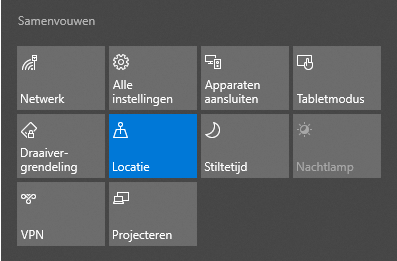 Samenvouwen
Netwerk
Alle
instellingen
Apparaten
aansluiten
Tabletmodus
Draaiver-
grendeling
Locatie
Stiltetijd
Nachtlamp
VPN
Projecteren